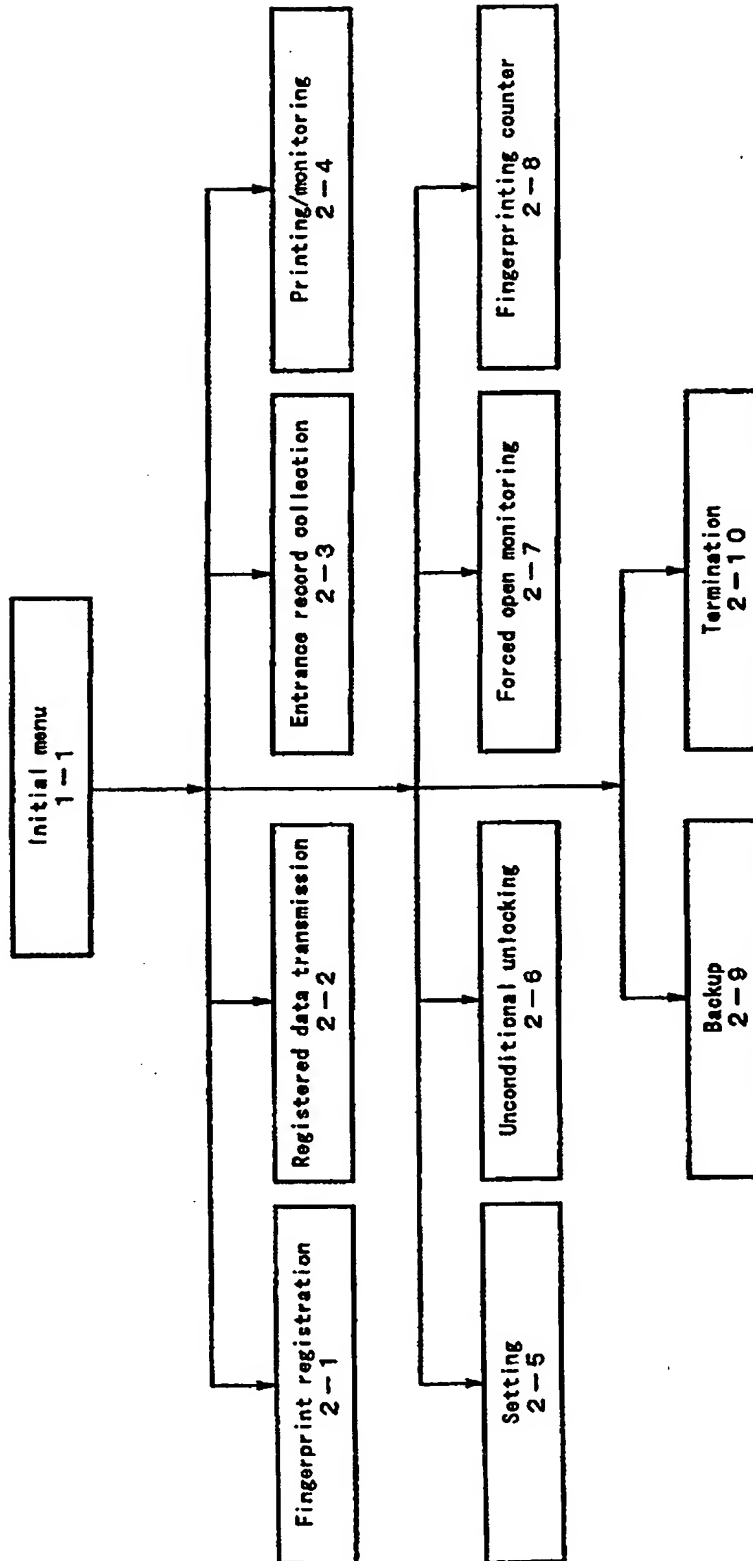 Initial menu
1-1
Fingerprint registration
2-1
Registered data transmission
2-2
Entrance record collection
2-3
Printing/monitoring
2-4
Setting
2-5
Unconditional unlocking
2-6
Forced open monitoring
2-7
Fingerprinting counter
2-8
Backup
2-9
Termination
2-10